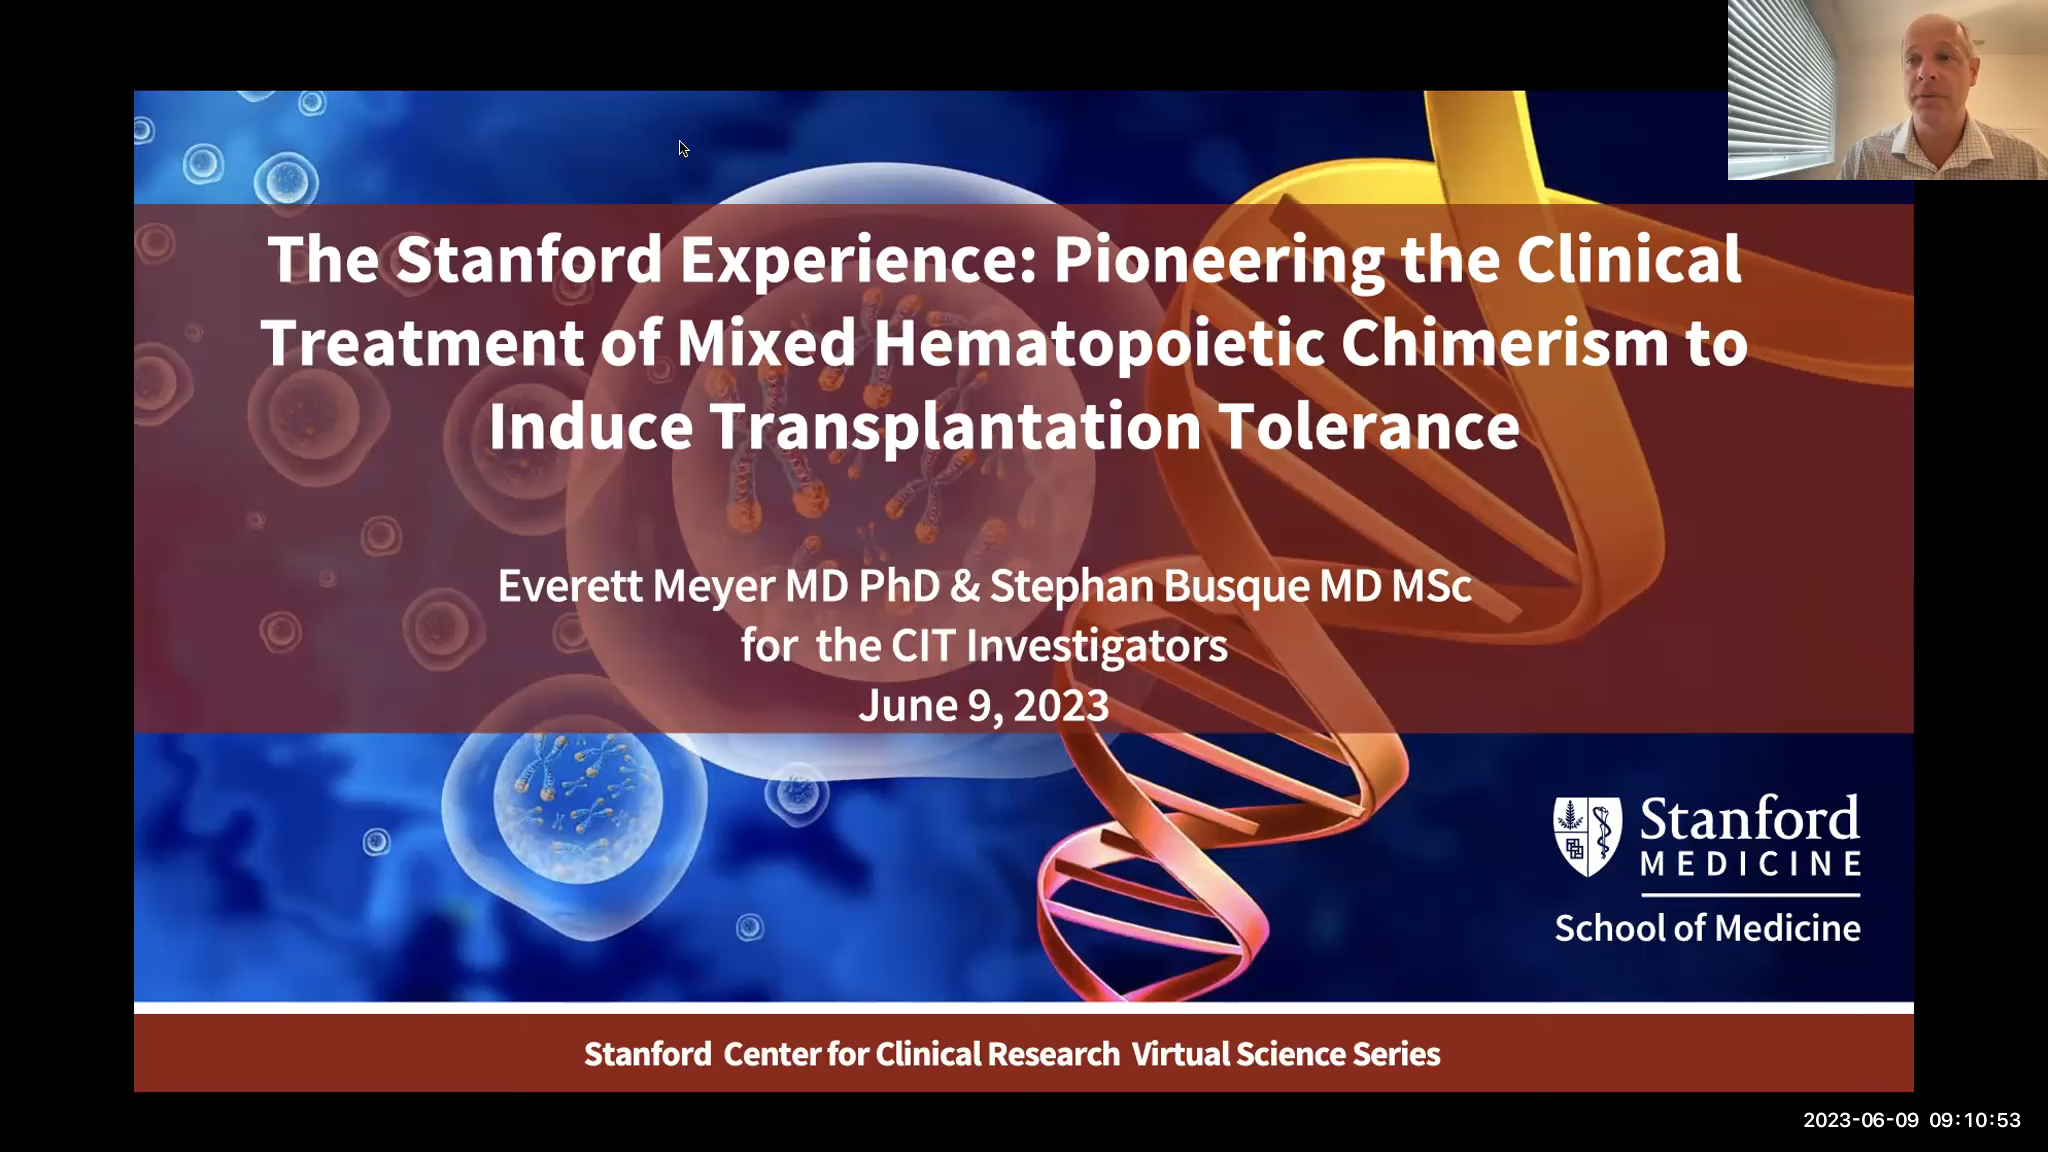 The Stanford Experience: Pioneering the Clinical
Treatment of Mixed Hematopoietic Chimerism to
Induce Transplantation Tolerance
Everett Meyer MD PhD & Stephan Busque MD MSc
for the CIT Investigators
June 9, 2023
Stanford
MEDICINE
School of Medicine
Stanford Center for Clinical Research Virtual Science Series
2023-06-09 09:10:53